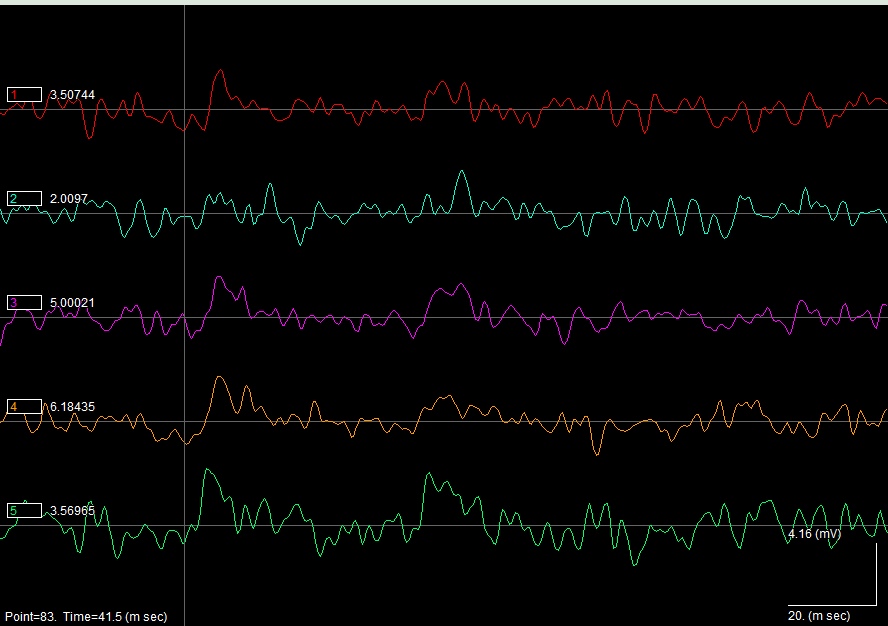 1 3.50744
2 2.0097
3 5.00021
4 6.18435
5 3.56965
4.16 (mV)
20. (m sec)
Point=83. Time=41.5 (m sec)